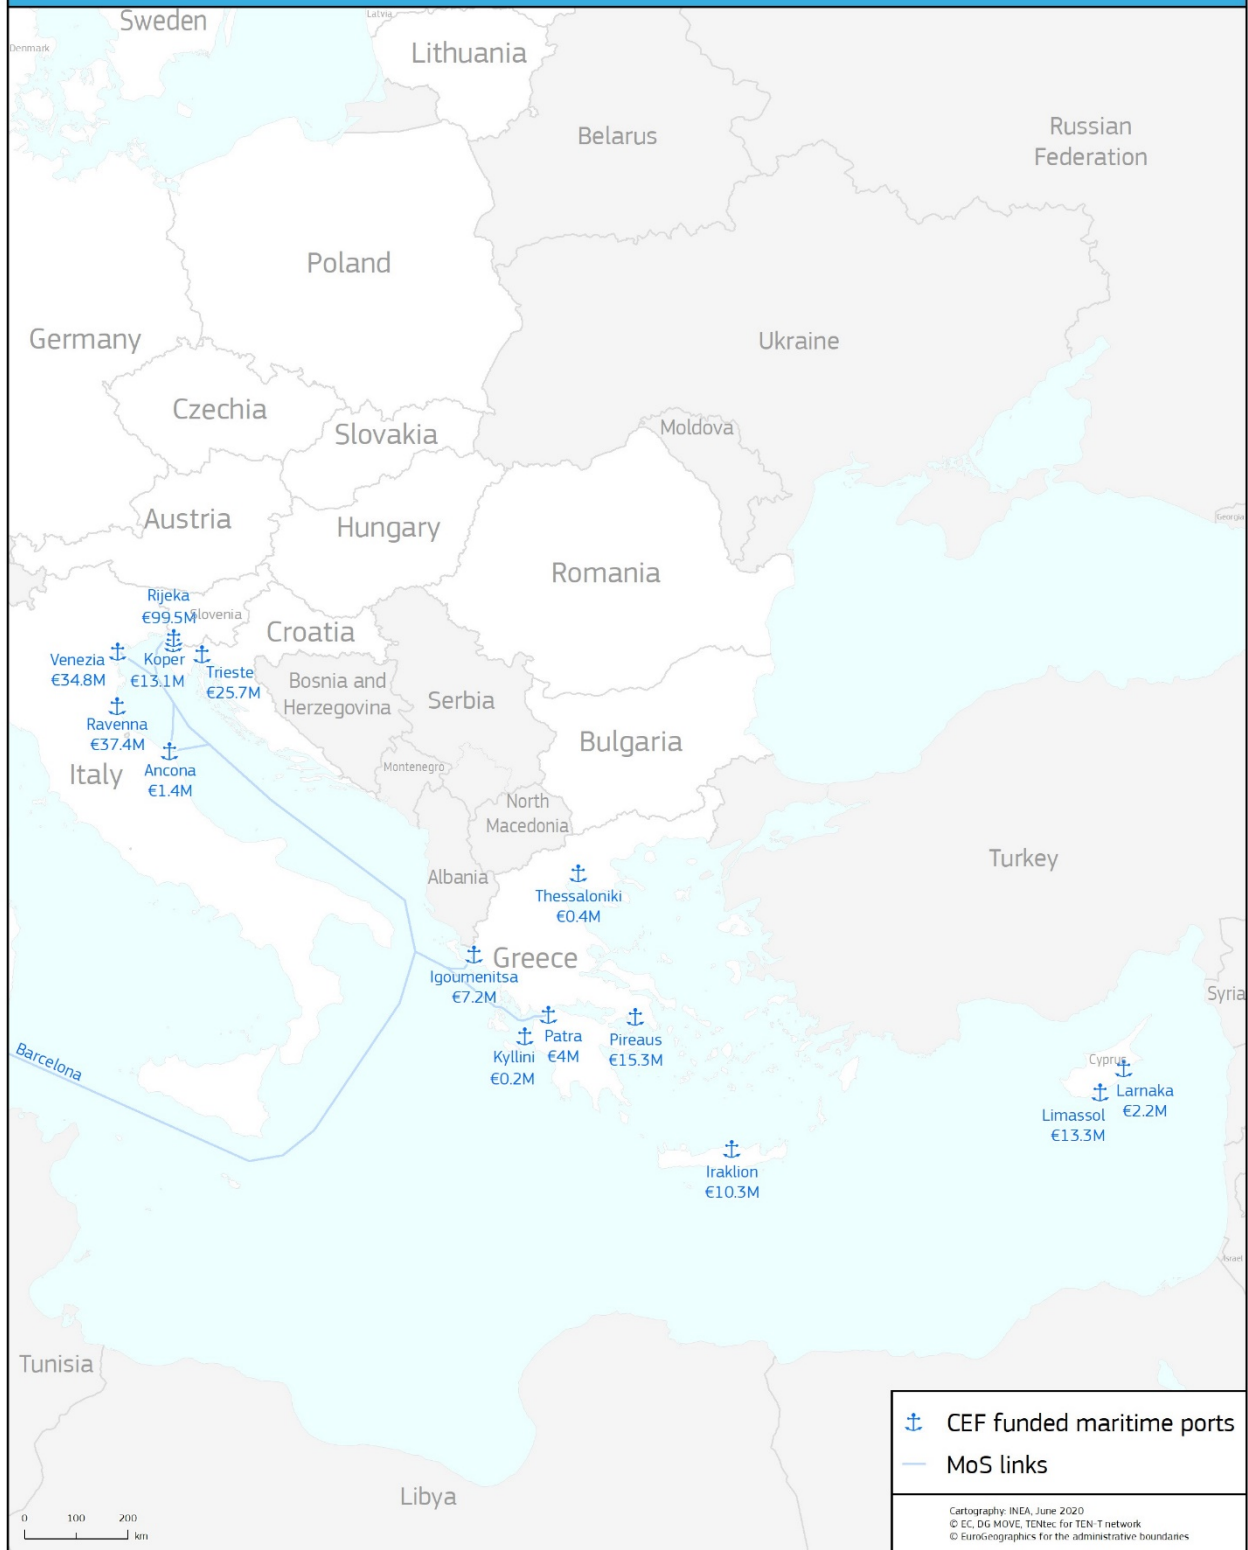 Sweden
Latvia
Denmark
Lithuania
Belarus
Russian
Federation
Poland
Germany
Ukraine
Czechia
Slovakia
Moldova
Austria
Hungary
Georgia
Romania
Rijeka
€99.5M
Slovenia
Croatia
Venezia
€34.8M
Koper
€13.1M
Trieste
€25.7M
Bosnia and
Herzegovina
Serbia
Ravenna
€37.4M
Bulgaria
Italy
Ancona
€1.4M
Montenegro
North
Macedonia
Turkey
Albania
Thessaloniki
€0.4M
Greece
Igoumenitsa
€7.2M
Syria
Patra
€4M
Pireaus
€15.3M
Kyllini
€0.2M
Barcelona
Cyprus
Larnaka
€2.2M
Limassol
€13.3M
Iraklion
€10.3M
Israel
Tunisia
Libya
CEF funded maritime ports
MoS links
Cartography: INEA, June 2020
© EC, DG MOVE, TENtec for TEN-T network
© EuroGeographics for the administrative boundaries
0 100 200
km